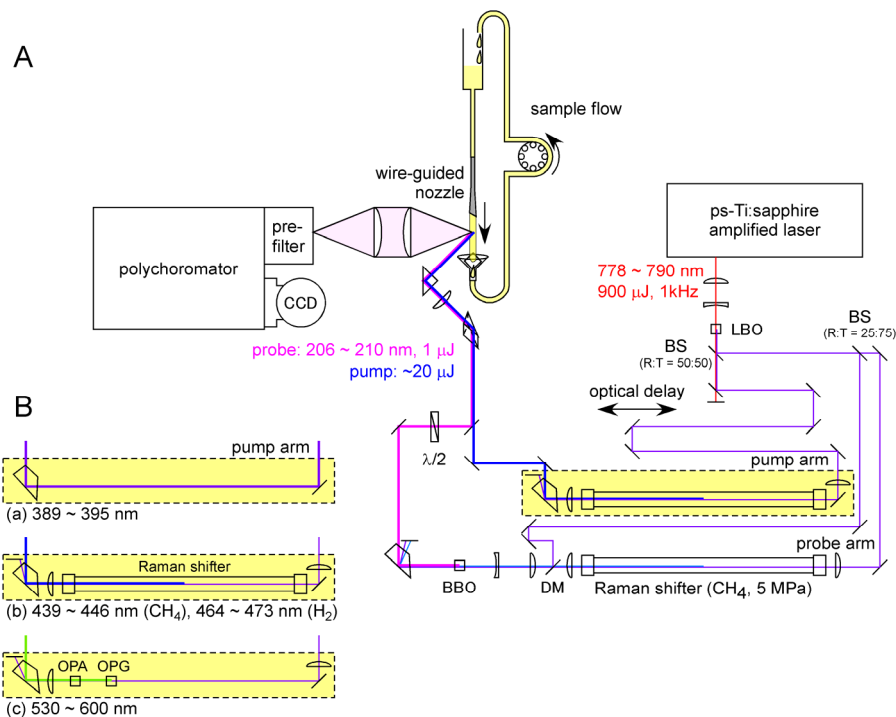 A
sample flow
wire-guided
nozzle
pre-
filter
polychoromator
CCD
ps-Ti:sapphire
amplified laser
778 ~ 790 nm
900 μJ, 1kHz
LBO
BS
(R:T = 25:75)
BS
(R:T = 50:50)
probe: 206 ~ 210 nm, 1 μJ
pump: ~20 μJ
optical delay
λ/2
pump arm
probe arm
BBO
DM
Raman shifter (CH₄, 5 MPa)
B
pump arm
(a) 389 ~ 395 nm
Raman shifter
(b) 439 ~ 446 nm (CH₄), 464 ~ 473 nm (H₂)
OPA
OPG
(c) 530 ~ 600 nm